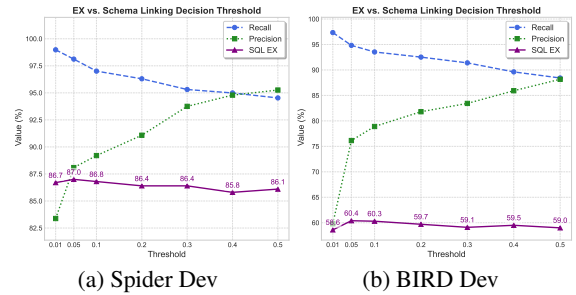 EX vs. Schema Linking Decision Threshold
Recall
Precision
SQL EX
Value (%)
100.0
97.5
95.0
92.5
90.0
87.5
85.0
82.5
86.7
87.0
86.8
86.4
86.4
85.8
86.1
0.01 0.05 0.1 0.2 0.3 0.4 0.5
Threshold
(a) Spider Dev
EX vs. Schema Linking Decision Threshold
Recall
Precision
SQL EX
Value (%)
100
95
90
85
80
75
70
65
60
58.6
60.4
60.3
59.7
59.1
59.5
59.0
0.01 0.05 0.1 0.2 0.3 0.4 0.5
Threshold
(b) BIRD Dev